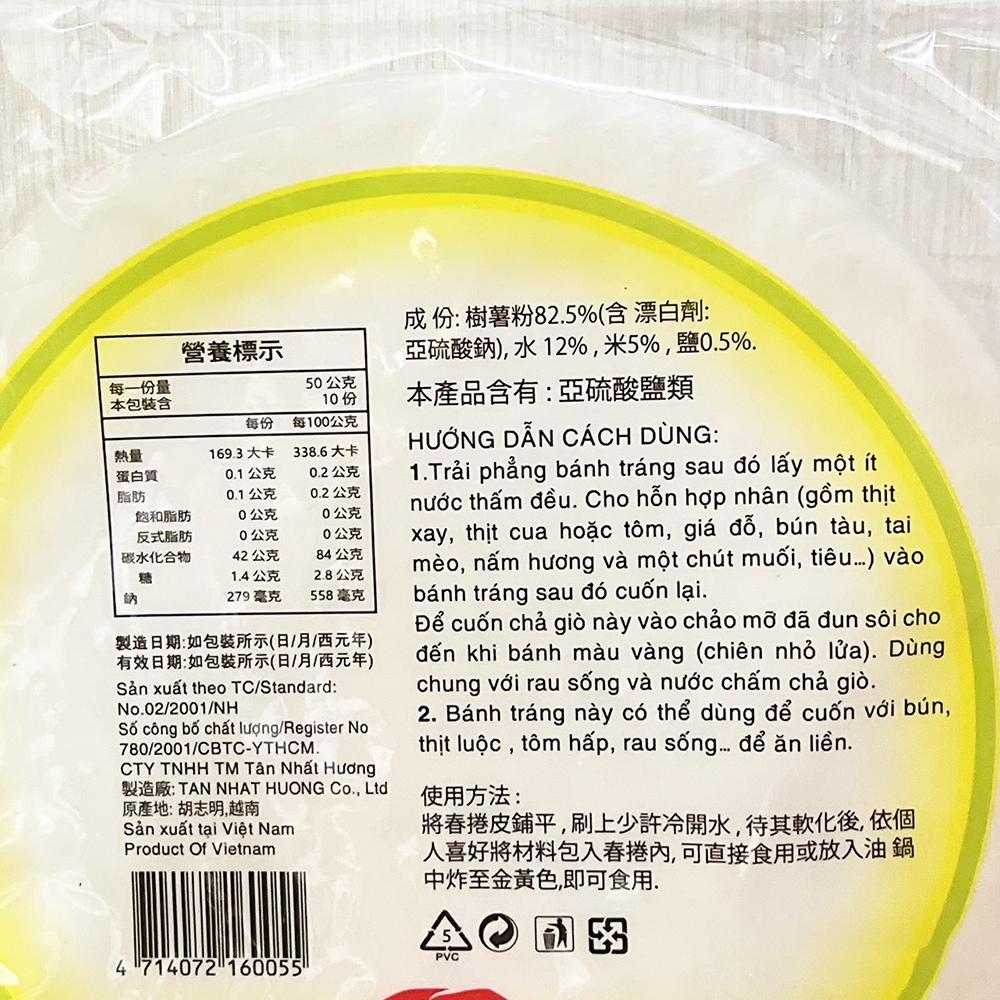 營養標示
每一份量 50 公克
本包裝含 10 份
每份 每100公克
熱量 169.3 大卡 338.6 大卡
蛋白質 0.1 公克 0.2 公克
脂肪 0.1 公克 0.2 公克
飽和脂肪 0 公克 0 公克
反式脂肪 0 公克 0 公克
碳水化合物 42 公克 84 公克
糖 1.4 公克 2.8 公克
鈉 279 毫克 558 毫克
製造日期:如包裝所示(日/月/西元年)
有效日期:如包裝所示(日/月/西元年)
Sản xuất theo TC/Standard:
No.02/2001/NH
Số công bố chất lượng/Register No
780/2001/CBTC-YTHCM.
CTY TNHH TM Tân Nhất Hương
製造廠: TAN NHAT HUONG Co., Ltd
原產地: 胡志明,越南
Sản xuất tại Việt Nam
Product Of Vietnam
4 714072 160055
成 份: 樹薯粉82.5%(含 漂白劑:
亞硫酸鈉), 水 12% , 米5% , 鹽0.5%.
本產品含有 : 亞硫酸鹽類
HƯỚNG DẪN CÁCH DÙNG:
1.Trải phẳng bánh tráng sau đó lấy một ít
nước thấm đều. Cho hỗn hợp nhân (gồm thịt
xay, thịt cua hoặc tôm, giá đỗ, bún tàu, tai
mèo, nấm hương và một chút muối, tiêu...) vào
bánh tráng sau đó cuốn lại.
Để cuốn chả giò này vào chảo mỡ đã đun sôi cho
đến khi bánh màu vàng (chiên nhỏ lửa). Dùng
chung với rau sống và nước chấm chả giò.
2. Bánh tráng này có thể dùng để cuốn với bún,
thịt luộc , tôm hấp, rau sống... để ăn liền.
使用方法 :
將春捲皮鋪平 , 刷上少許冷開水 , 待其軟化後, 依個
人喜好將材料包入春捲內, 可直接食用或放入油 鍋
中炸至金黃色,即可食用.
5
PVC